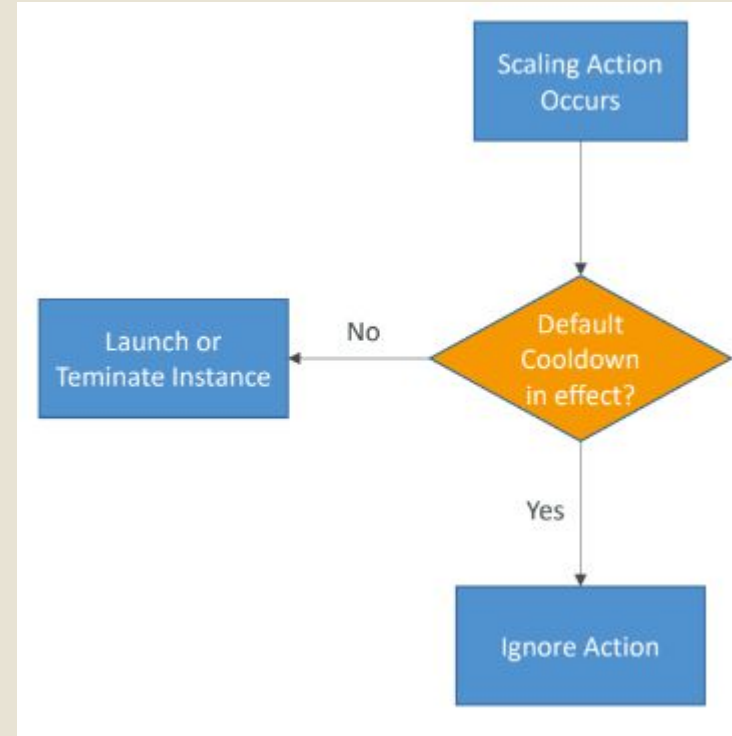 Scaling Action
Occurs
Default
Cooldown
in effect?
No
Launch or
Teminate Instance
Yes
Ignore Action